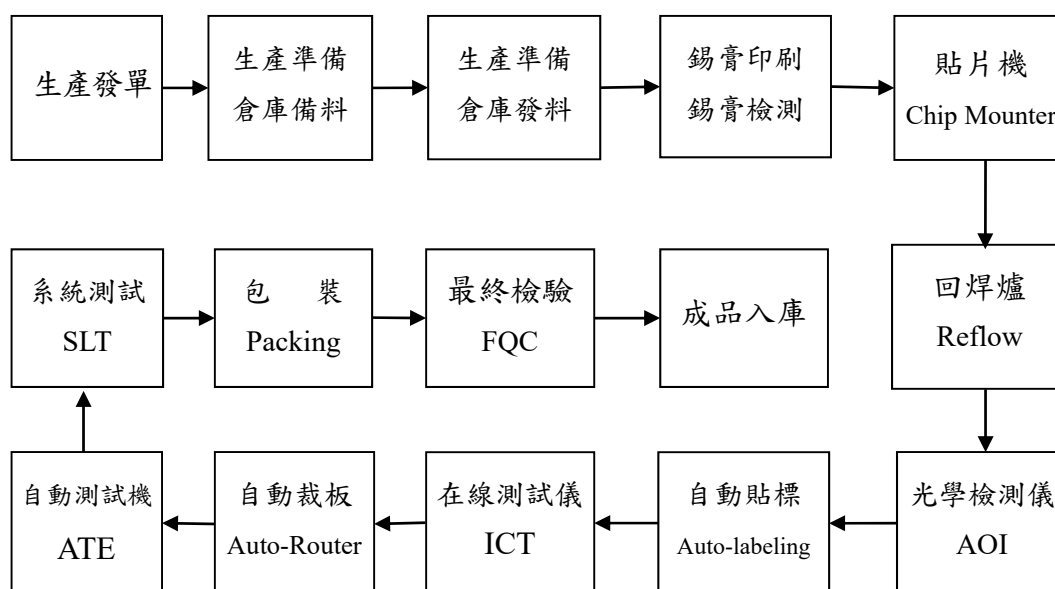 生產發單
生產準備
倉庫備料
生產準備
倉庫發料
錫膏印刷
錫膏檢測
貼片機
Chip Mounter
回焊爐
Reflow
光學檢測儀
AOI
自動貼標
Auto-labeling
在線測試儀
ICT
自動裁板
Auto-Router
自動測試機
ATE
系統測試
SLT
包 裝
Packing
最終檢驗
FQC
成品入庫